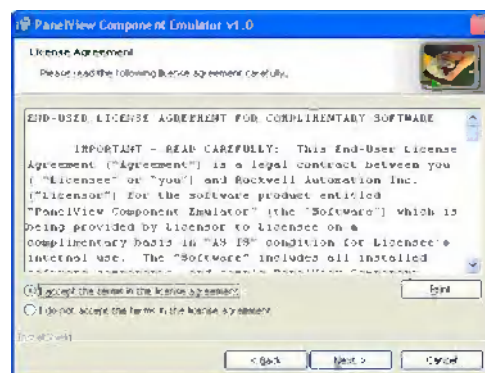 PanelView Component Emulator v1.0
License Agreement
Please read the following license agreement carefully.
END-USER LICENSE AGREEMENT FOR COMPLIMENTARY SOFTWARE
IMPORTANT - READ CAREFULLY: This End-User License
Agreement ("Agreement") is a legal contract between you
( "Licensee" or "you") and Rockwell Automation Inc.
("Licensor") for the software product entitled
"PanelView Component Emulator" (the "Software") which is
being provided by Licensor to Licensee on a
complimentary basis in "AS IS" condition for Licensee's
internal use. The "Software" includes all installed
I accept the terms in the license agreement
Print
I do not accept the terms in the license agreement
InstallShield
< Back
Next >
Cancel